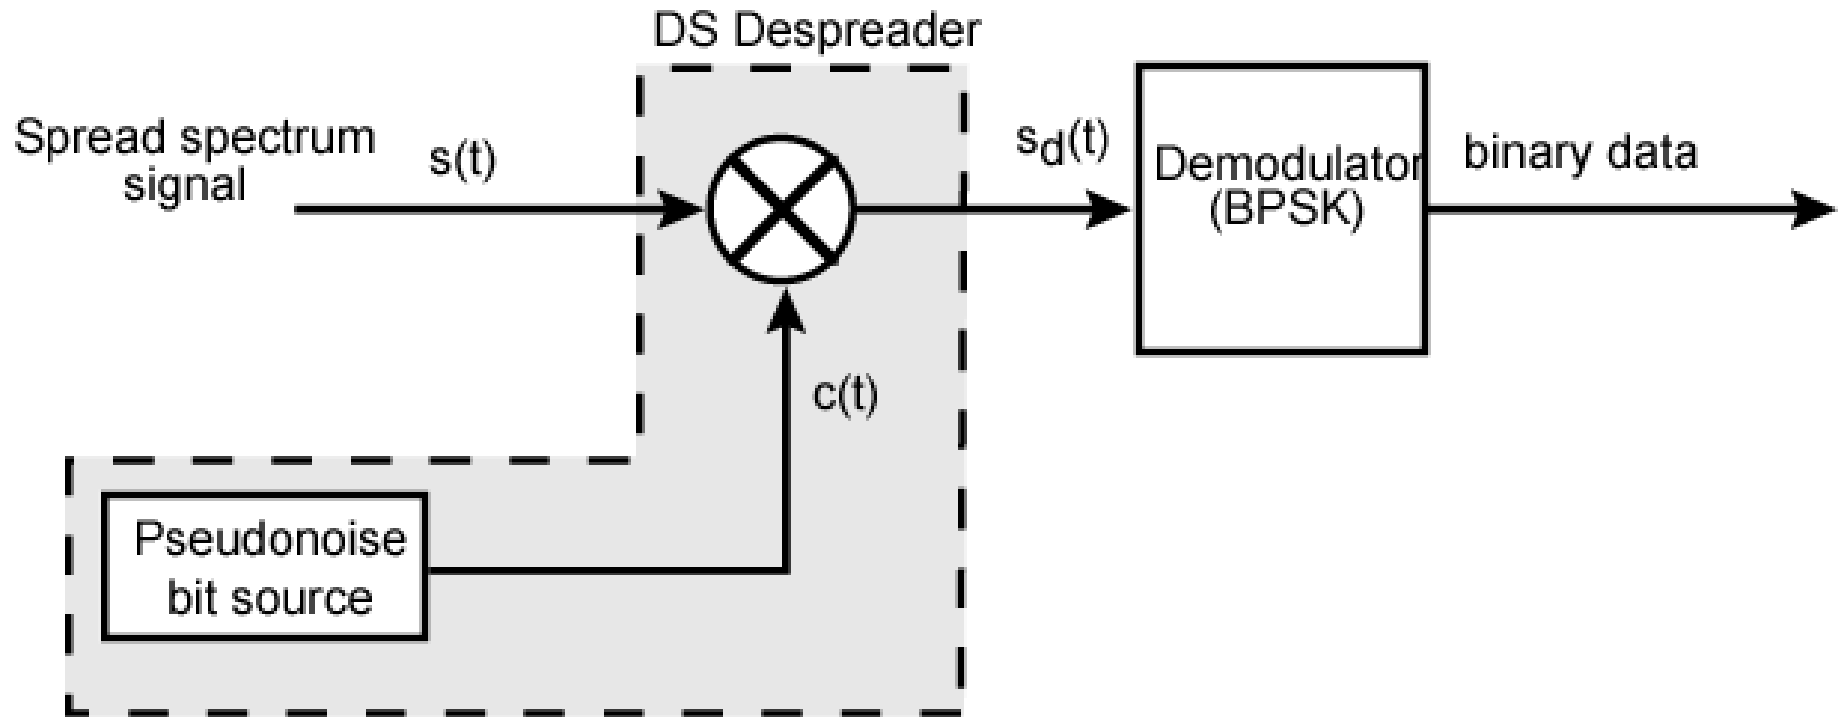 DS Despreader
Spread spectrum
signal
s(t)
sd(t)
Demodulator
(BPSK)
binary data
c(t)
Pseudonoise
bit source